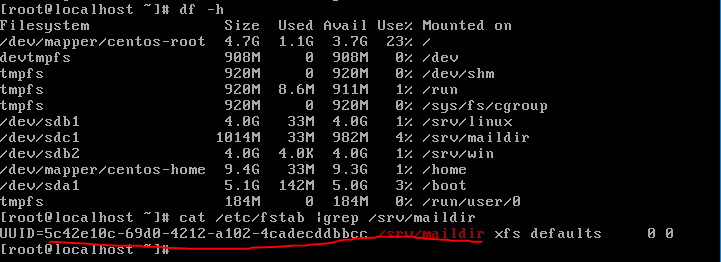 [root@localhost ~]# df -h
Filesystem Size Used Avail Use% Mounted on
/dev/mapper/centos-root 4.7G 1.1G 3.7G 23% /
devtmpfs 908M 0 908M 0% /dev
tmpfs 920M 0 920M 0% /dev/shm
tmpfs 920M 8.6M 911M 1% /run
tmpfs 920M 0 920M 0% /sys/fs/cgroup
/dev/sdb1 4.0G 33M 4.0G 1% /srv/linux
/dev/sdc1 1014M 33M 982M 4% /srv/maildir
/dev/sdb2 4.0G 4.0K 4.0G 1% /srv/win
/dev/mapper/centos-home 9.4G 33M 9.3G 1% /home
/dev/sda1 5.1G 142M 5.0G 3% /boot
tmpfs 184M 0 184M 0% /run/user/0
[root@localhost ~]# cat /etc/fstab |grep /srv/maildir
UUID=5c42e10c-69d0-4212-a102-4cadecddbbcc /srv/maildir xfs defaults 0 0
[root@localhost ~]#